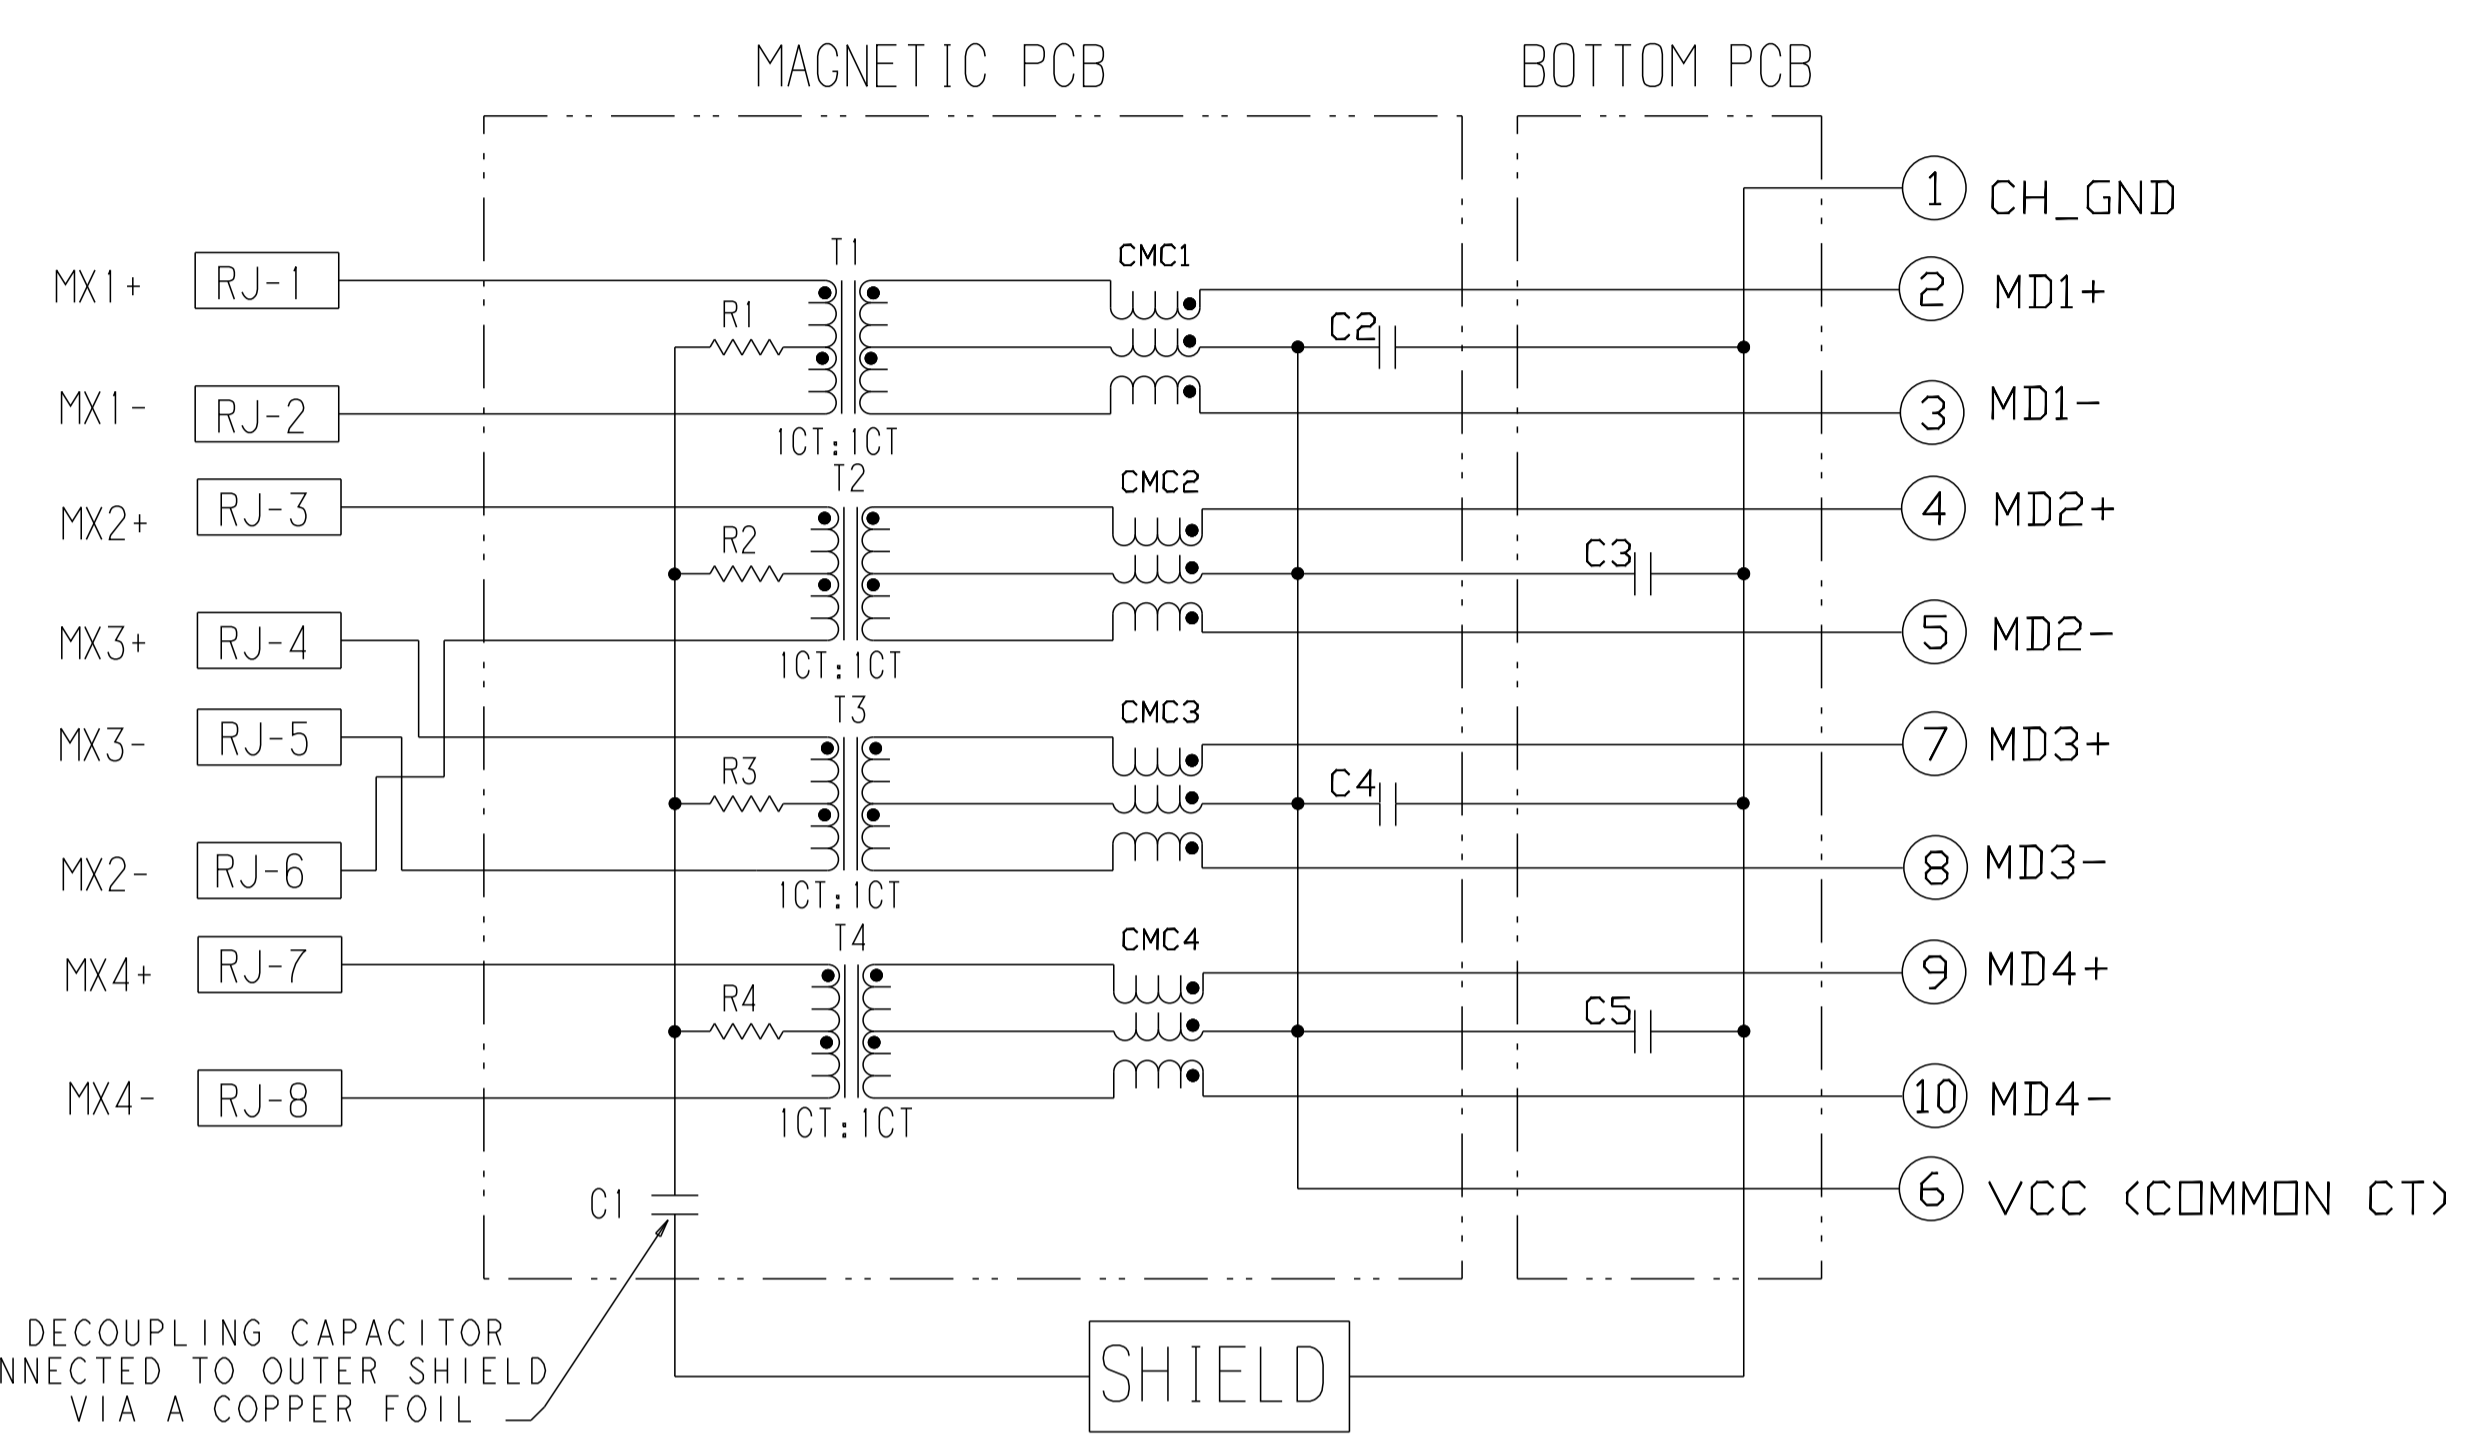 MAGNETIC PCB
BOTTOM PCB
1 CH_GND
T1
CMC1
MX1+ RJ-1
2 MD1+
R1
C2
MX1- RJ-2
3 MD1-
1CT:1CT
T2
CMC2
MX2+ RJ-3
4 MD2+
R2
C3
MX3+ RJ-4
5 MD2-
1CT:1CT
T3
CMC3
MX3- RJ-5
7 MD3+
R3
C4
MX2- RJ-6
8 MD3-
1CT:1CT
T4
CMC4
MX4+ RJ-7
9 MD4+
R4
C5
MX4- RJ-8
10 MD4-
1CT:1CT
C1
6 VCC (COMMON CT)
DECOUPLING CAPACITOR
NNECTED TO OUTER SHIELD
VIA A COPPER FOIL
SHIELD